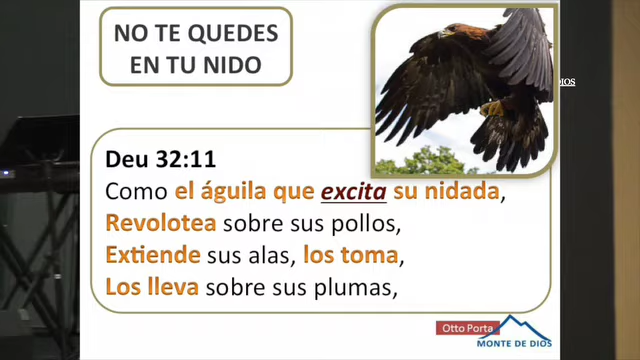 NO TE QUEDES
EN TU NIDO
DIOS
Deu 32:11
Como el águila que excita su nidada,
Revolotea sobre sus pollos,
Extiende sus alas, los toma,
Los lleva sobre sus plumas,
Otto Porta
MONTE DE DIOS